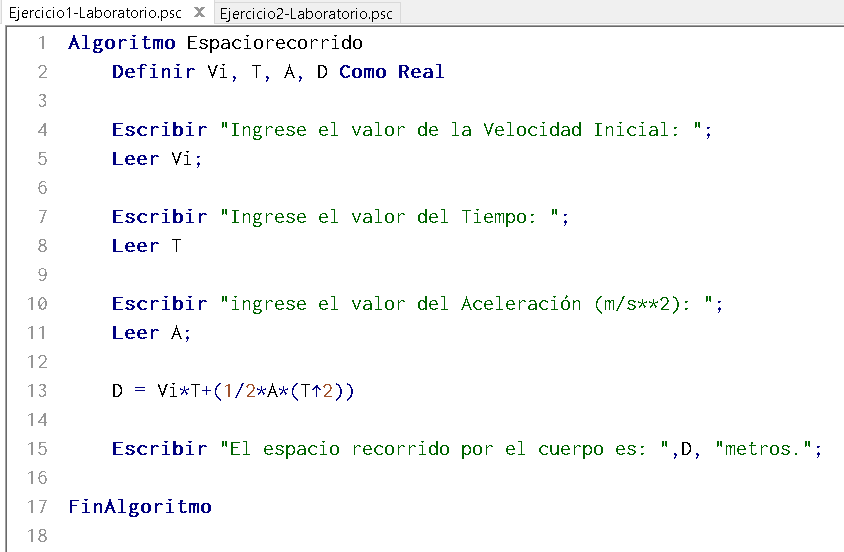 Ejercicio1-Laboratorio.psc X Ejercicio2-Laboratorio.psc
1 Algoritmo Espaciorecorrido
2 Definir Vi, T, A, D Como Real
3
4 Escribir "Ingrese el valor de la Velocidad Inicial: ";
5 Leer Vi;
6
7 Escribir "Ingrese el valor del Tiempo: ";
8 Leer T
9
10 Escribir "ingrese el valor del Aceleración (m/s**2): ";
11 Leer A;
12
13 D = Vi*T+(1/2*A*(T↑2))
14
15 Escribir "El espacio recorrido por el cuerpo es: ",D, "metros.";
16
17 FinAlgoritmo
18